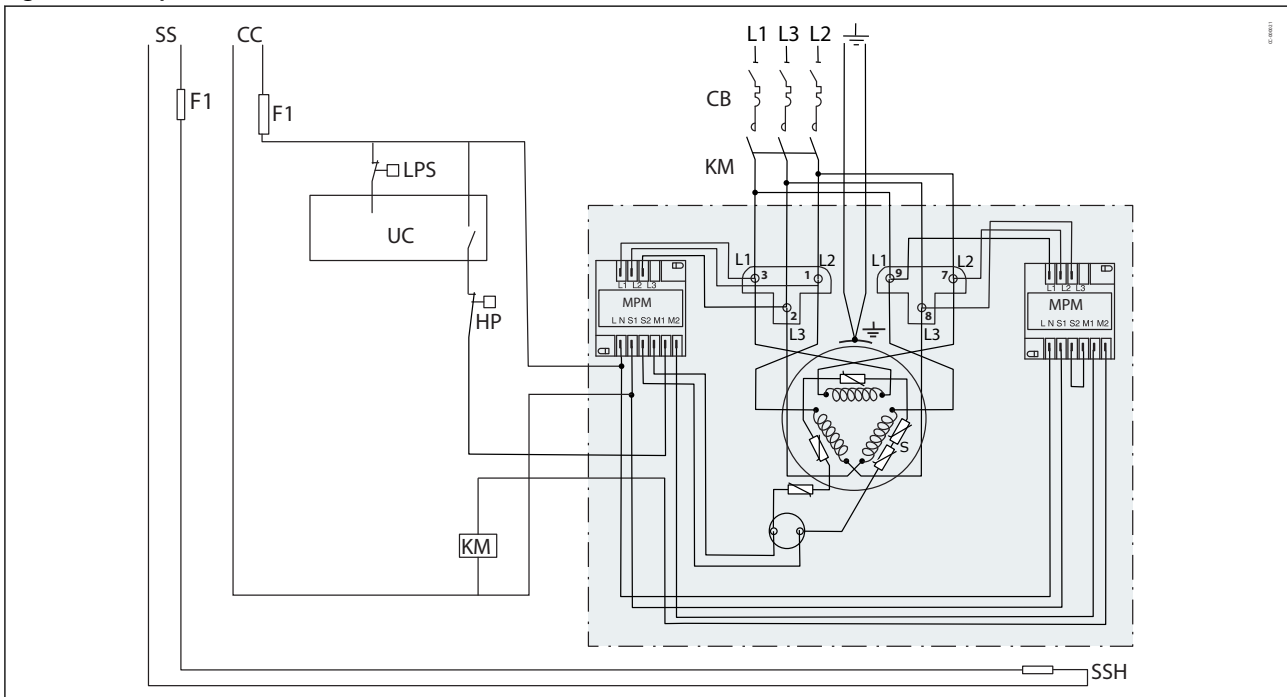 SS
CC
L1 L3 L2
F1
F1
CB
LPS
KM
UC
L1
L2
L1
L2
3
1
9
7
L1 L2 L3
MPM
L N S1 S2 M1 M2
2
8
L1 L2 L3
MPM
L N S1 S2 M1 M2
HP
L3
L3
S
KM
SSH